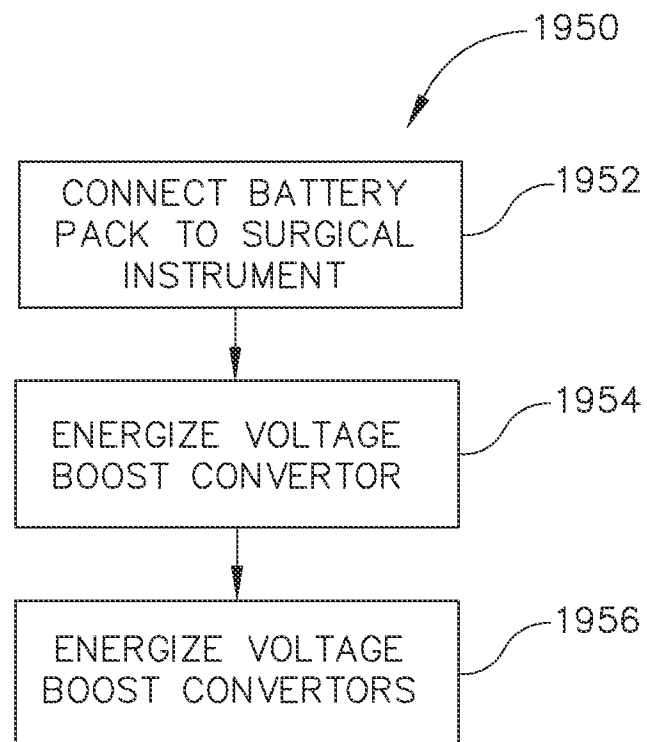 1950
CONNECT BATTERY
PACK TO SURGICAL
INSTRUMENT
1952
ENERGIZE VOLTAGE
BOOST CONVERTOR
1954
ENERGIZE VOLTAGE
BOOST CONVERTORS
1956